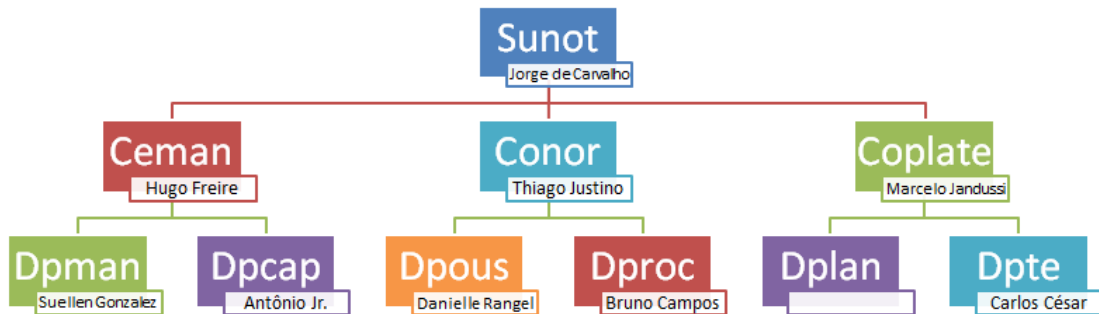 Sunot
Jorge de Carvalho
Ceman
Hugo Freire
Conor
Thiago Justino
Coplate
Marcelo Jandussi
Dpman
Suellen Gonzalez
Dpcap
Antônio Jr.
Dpous
Danielle Rangel
Dproc
Bruno Campos
Dplan
Dpte
Carlos César